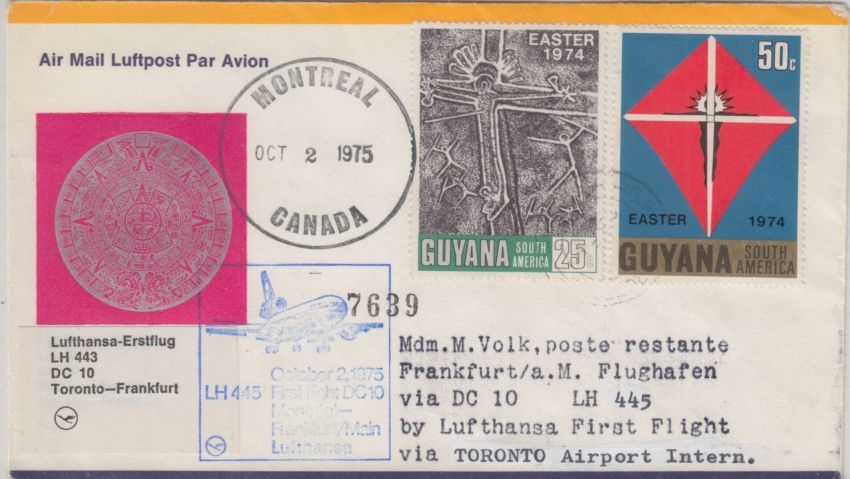 Air Mail Luftpost Par Avion
MONTREAL
OCT 2 1975
CANADA
EASTER
1974
GUYANA SOUTH AMERICA 25
50c
EASTER 1974
GUYANA SOUTH AMERICA
7639
Lufthansa-Erstflug
LH 443
DC 10
Toronto–Frankfurt
October 2, 1975
LH 445 First flight DC 10
Montréal–
Frankfurt/Main
Lufthansa
Mdm.M.Volk, poste restante
Frankfurt/a.M. Flughafen
via DC 10 LH 445
by Lufthansa First Flight
via TORONTO Airport Intern.